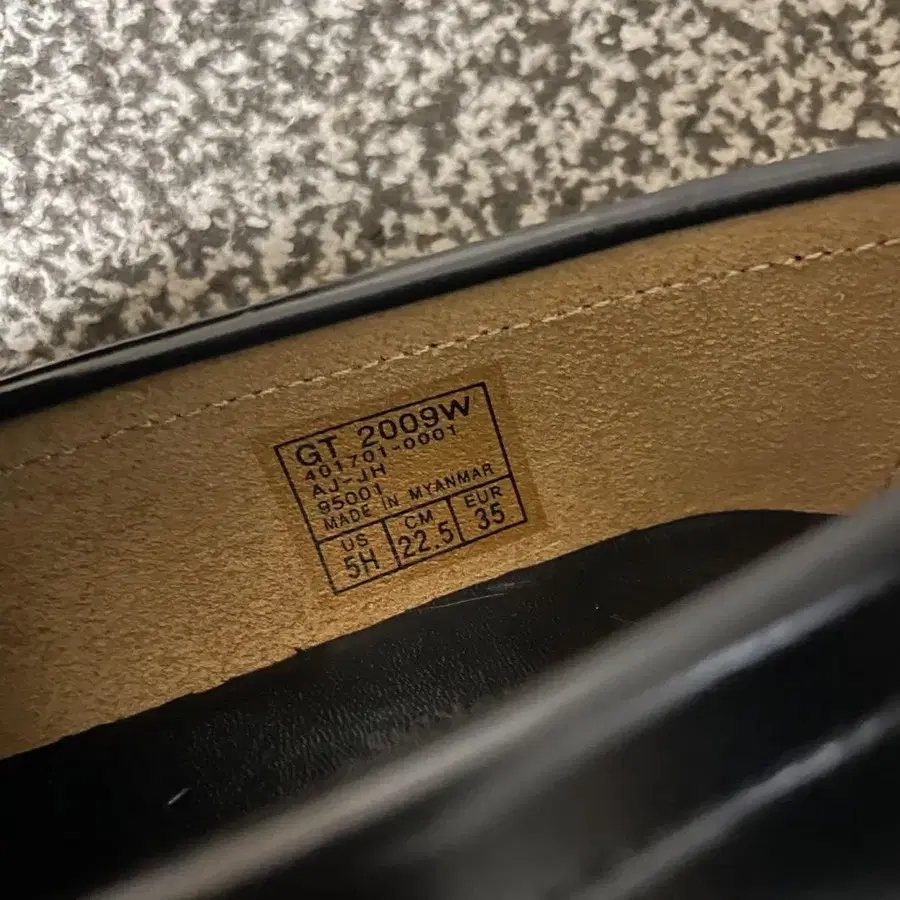 GT 2009W
401701-0001
AJ-JH
95001
MADE IN MYANMAR
US CM EUR
5H 22.5 35